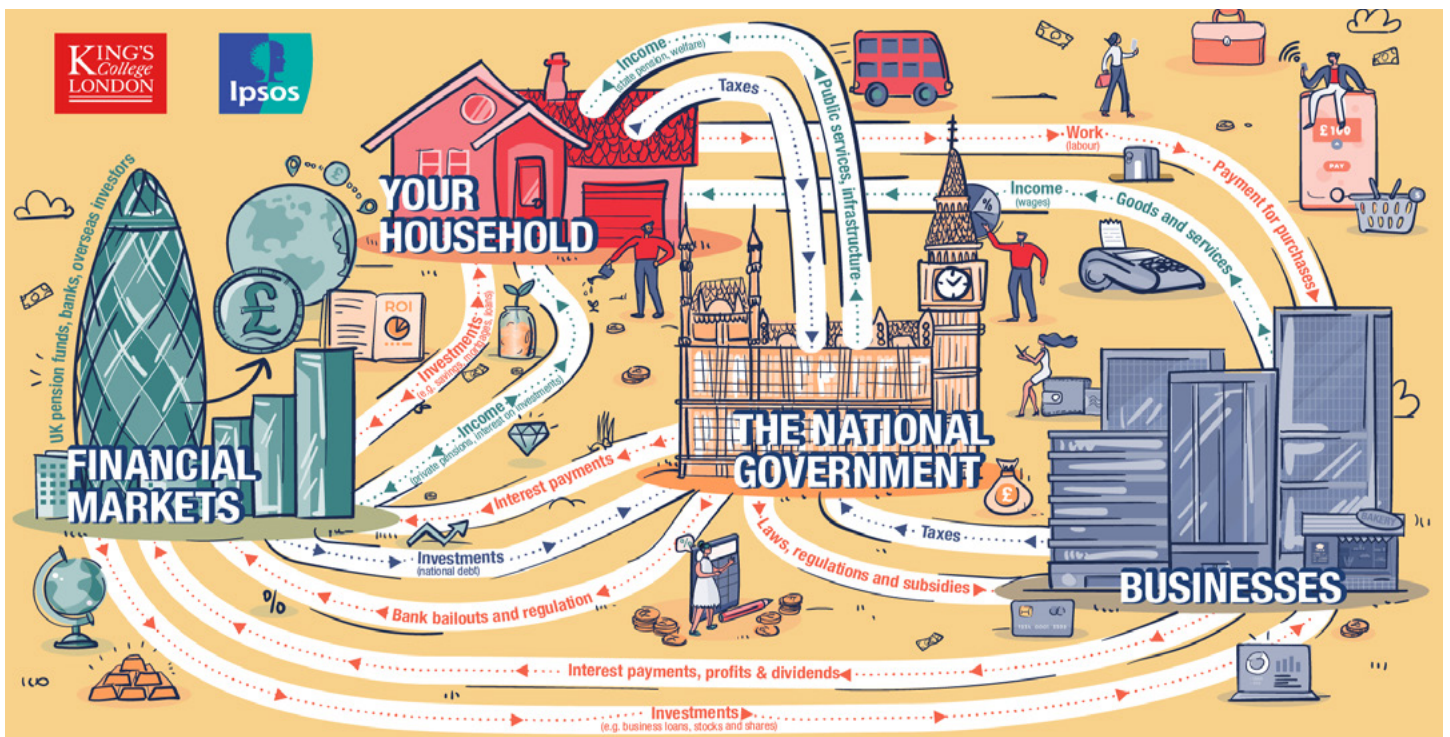 KING'S
College
LONDON
Ipsos
Income
(state pension, welfare)
Taxes
Public services, infrastructure
Work
(labour)
Payment for purchases
£100
PAY
Income
(wages)
Goods and services
%
YOUR
HOUSEHOLD
UK pension funds, banks, overseas investors
£
£
ROI
Investments
(e.g. savings, mortgages, loans)
Income
(private pensions, interest on investments)
FINANCIAL
MARKETS
THE NATIONAL
GOVERNMENT
£
Interest payments
Investments
(national debt)
Taxes
Laws, regulations and subsidies
BAKERY
BUSINESSES
%
Bank bailouts and regulation
Interest payments, profits & dividends
Investments
(e.g. business loans, stocks and shares)